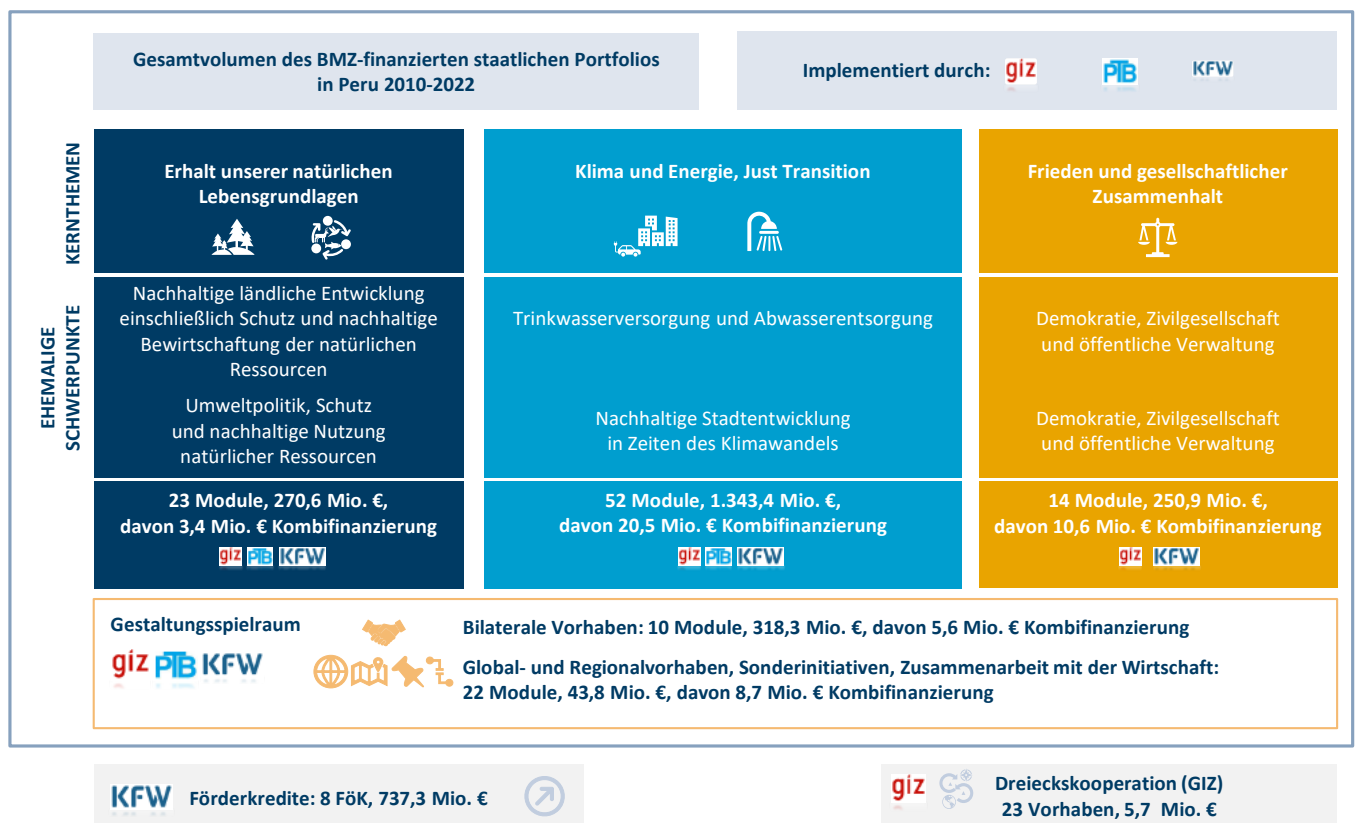 Gesamtvolumen des BMZ-finanzierten staatlichen Portfolios
in Peru 2010-2022
Implementiert durch: giz PTB KFW
KERNTHEMEN
Erhalt unserer natürlichen
Lebensgrundlagen
Klima und Energie, Just Transition
Frieden und gesellschaftlicher
Zusammenhalt
EHEMALIGE
SCHWERPUNKTE
Nachhaltige ländliche Entwicklung
einschließlich Schutz und nachhaltige
Bewirtschaftung der natürlichen
Ressourcen
Umweltpolitik, Schutz
und nachhaltige Nutzung
natürlicher Ressourcen
Trinkwasserversorgung und Abwasserentsorgung
Nachhaltige Stadtentwicklung
in Zeiten des Klimawandels
Demokratie, Zivilgesellschaft
und öffentliche Verwaltung
Demokratie, Zivilgesellschaft
und öffentliche Verwaltung
23 Module, 270,6 Mio. €,
davon 3,4 Mio. € Kombifinanzierung
giz PTB KFW
52 Module, 1.343,4 Mio. €,
davon 20,5 Mio. € Kombifinanzierung
giz PTB KFW
14 Module, 250,9 Mio. €,
davon 10,6 Mio. € Kombifinanzierung
giz KFW
Gestaltungsspielraum
giz PTB KFW
Bilaterale Vorhaben: 10 Module, 318,3 Mio. €, davon 5,6 Mio. € Kombifinanzierung
Global- und Regionalvorhaben, Sonderinitiativen, Zusammenarbeit mit der Wirtschaft:
22 Module, 43,8 Mio. €, davon 8,7 Mio. € Kombifinanzierung
KFW Förderkredite: 8 FöK, 737,3 Mio. €
giz
Dreieckskooperation (GIZ)
23 Vorhaben, 5,7 Mio. €